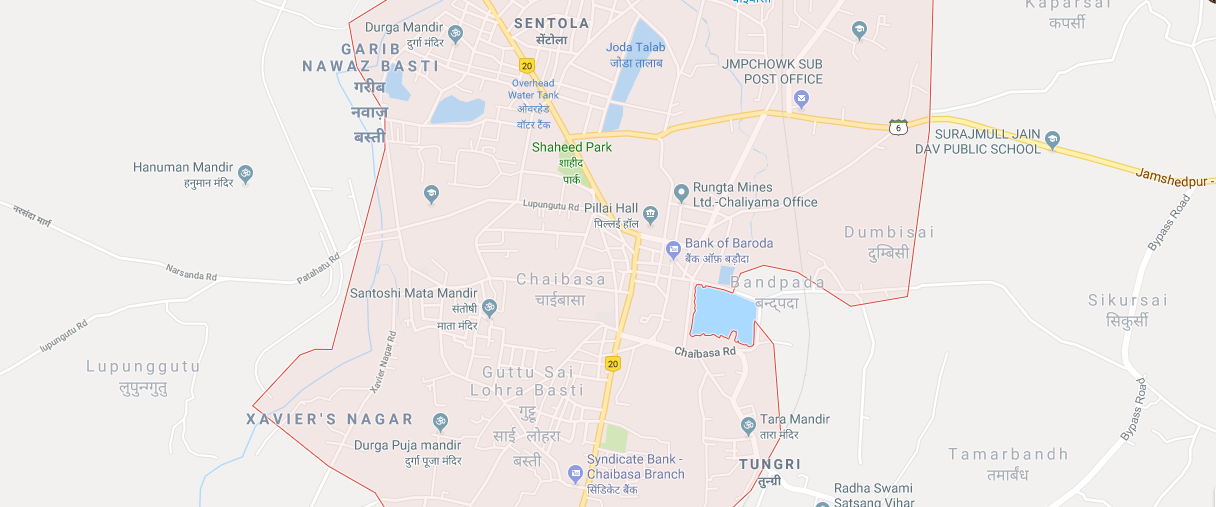 SENTOLA
सेंटोला
Durga Mandir
दुर्गा मंदिर
GARIB
NAWAZ BASTI
गरीब
नवाज़
बस्ती
20
Overhead
Water Tank
ओवरहेड
वॉटर टैंक
Joda Talab
जोडा तालाब
JMPCHOWK SUB
POST OFFICE
Kaparsai
कपर्सी
6
SURAJMULL JAIN
DAV PUBLIC SCHOOL
Jamshedpur -
Shaheed Park
शाहीद
पार्क
Hanuman Mandir
हनुमान मंदिर
Rungta Mines
Ltd.-Chaliyama Office
Lupungutu Rd
Pillai Hall
पिल्लई हॉल
नरसंदा मार्ग
Bypass Road
Dumbisai
दुम्बिसी
Bank of Baroda
बैंक ऑफ़ बड़ौदा
Narsanda Rd
Patahatu Rd
Chaibasa
चाईबासा
Bandpada
बन्द्पदा
Santoshi Mata Mandir
संतोषी
माता मंदिर
Sikursai
सिकुर्सी
lupungutu Rd
Xavier Nagar Rd
Chaibasa Rd
Lupunggutu
लुपुन्गुतु
20
Guttu Sai
Lohra Basti
गुट्टू
साई लोहरा
बस्ती
XAVIER'S NAGAR
Durga Puja mandir
दुर्गा पूजा मंदिर
Tara Mandir
तारा मंदिर
Bypass Road
Tamarbandh
तमार्बंध
Syndicate Bank -
Chaibasa Branch
सिंडिकेट बैंक
TUNGRI
तुन्ग्री
Radha Swami
Satsang Vihar